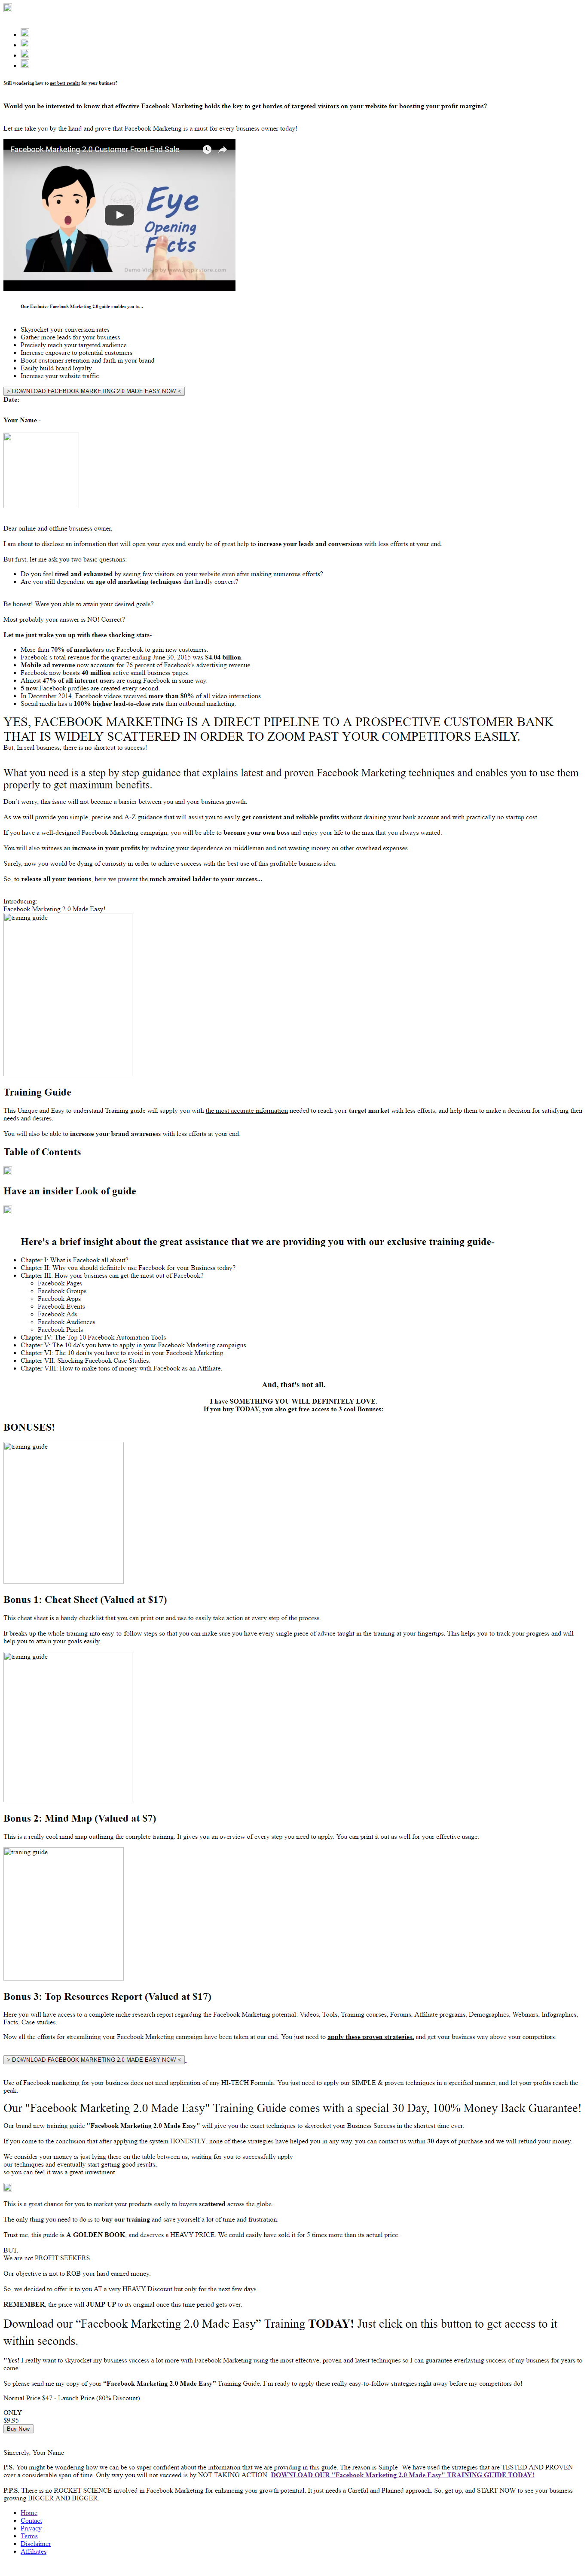 Still wondering how to get best results for your business?
Would you be interested to know that effective Facebook Marketing holds the key to get hordes of targeted visitors on your website for boosting your profit margins?
Let me take you by the hand and prove that Facebook Marketing is a must for every business owner today!
Facebook Marketing 2.0 Customer Front End Sale
Eye
Opening
Facts
Our Exclusive Facebook Marketing 2.0 guide enables you to...
Skyrocket your conversion rates
Gather more leads for your business
Precisely reach your targeted audience
Increase exposure to potential customers
Boost customer retention and faith in your brand
Easily build brand loyalty
Increase your website traffic
> DOWNLOAD FACEBOOK MARKETING 2.0 MADE EASY NOW <
Date:
Your Name -
Dear online and offline business owner,
I am about to disclose an information that will open your eyes and surely be of great help to increase your leads and conversions with less efforts at your end.
But first, let me ask you two basic questions:
Do you feel tired and exhausted by seeing few visitors on your website even after making numerous efforts?
Are you still dependent on age old marketing techniques that hardly convert?
Be honest! Were you able to attain your desired goals?
Most probably your answer is NO! Correct?
Let me just wake you up with these shocking stats-
More than 70% of marketers use Facebook to gain new customers.
Facebook's total revenue for the quarter ending June 30, 2015 was $4.04 billion.
Mobile ad revenue now accounts for 76 percent of Facebook's advertising revenue.
Facebook now boasts 40 million active small business pages.
Almost 47% of all internet users are using Facebook in some way.
5 new Facebook profiles are created every second.
In December 2014, Facebook videos received more than 80% of all video interactions.
Social media has a 100% higher lead-to-close rate than outbound marketing.
YES, FACEBOOK MARKETING IS A DIRECT PIPELINE TO A PROSPECTIVE CUSTOMER BANK
THAT IS WIDELY SCATTERED IN ORDER TO ZOOM PAST YOUR COMPETITORS EASILY.
But, In real business, there is no shortcut to success!
What you need is a step by step guidance that explains latest and proven Facebook Marketing techniques and enables you to use them
properly to get maximum benefits.
Don't worry, this issue will not become a barrier between you and your business growth.
As we will provide you simple, precise and A-Z guidance that will assist you to easily get consistent and reliable profits without draining your bank account and with practically no startup cost.
If you have a well-designed Facebook Marketing campaign, you will be able to become your own boss and enjoy your life to the max that you always wanted.
You will also witness an increase in your profits by reducing your dependence on middleman and not wasting money on other overhead expenses.
Surely, now you would be dying of curiosity in order to achieve success with the best use of this profitable business idea.
So, to release all your tensions, here we present the much awaited ladder to your success...
Introducing:
Facebook Marketing 2.0 Made Easy!
traning guide
Training Guide
This Unique and Easy to understand Training guide will supply you with the most accurate information needed to reach your target market with less efforts, and help them to make a decision for satisfying their
needs and desires.
You will also be able to increase your brand awareness with less efforts at your end.
Table of Contents
Have an insider Look of guide
Here's a brief insight about the great assistance that we are providing you with our exclusive training guide-
Chapter I: What is Facebook all about?
Chapter II: Why you should definitely use Facebook for your Business today?
Chapter III: How your business can get the most out of Facebook?
Facebook Pages
Facebook Groups
Facebook Apps
Facebook Events
Facebook Ads
Facebook Audiences
Facebook Pixels
Chapter IV: The Top 10 Facebook Automation Tools
Chapter V: The 10 do's you have to apply in your Facebook Marketing campaigns.
Chapter VI: The 10 don'ts you have to avoid in your Facebook Marketing.
Chapter VII: Shocking Facebook Case Studies.
Chapter VIII: How to make tons of money with Facebook as an Affiliate.
And, that's not all.
I have SOMETHING YOU WILL DEFINITELY LOVE.
If you buy TODAY, you also get free access to 3 cool Bonuses:
BONUSES!
traning guide
Bonus 1: Cheat Sheet (Valued at $17)
This cheat sheet is a handy checklist that you can print out and use to easily take action at every step of the process.
It breaks up the whole training into easy-to-follow steps so that you can make sure you have every single piece of advice taught in the training at your fingertips. This helps you to track your progress and will
help you to attain your goals easily.
traning guide
Bonus 2: Mind Map (Valued at $7)
This is a really cool mind map outlining the complete training. It gives you an overview of every step you need to apply. You can print it out as well for your effective usage.
traning guide
Bonus 3: Top Resources Report (Valued at $17)
Here you will have access to a complete niche research report regarding the Facebook Marketing potential: Videos, Tools, Training courses, Forums, Affiliate programs, Demographics, Webinars, Infographics,
Facts, Case studies.
Now all the efforts for streamlining your Facebook Marketing campaign have been taken at our end. You just need to apply these proven strategies, and get your business way above your competitors.
> DOWNLOAD FACEBOOK MARKETING 2.0 MADE EASY NOW <
Use of Facebook marketing for your business does not need application of any HI-TECH Formula. You just need to apply our SIMPLE & proven techniques in a specified manner, and let your profits reach the
peak.
Our "Facebook Marketing 2.0 Made Easy" Training Guide comes with a special 30 Day, 100% Money Back Guarantee!
Our brand new training guide "Facebook Marketing 2.0 Made Easy" will give you the exact techniques to skyrocket your Business Success in the shortest time ever.
If you come to the conclusion that after applying the system HONESTLY, none of these strategies have helped you in any way, you can contact us within 30 days of purchase and we will refund your money.
We consider your money is just lying there on the table between us, waiting for you to successfully apply
our techniques and eventually start getting good results,
so you can feel it was a great investment.
This is a great chance for you to market your products easily to buyers scattered across the globe.
The only thing you need to do is to buy our training and save yourself a lot of time and frustration.
Trust me, this guide is A GOLDEN BOOK, and deserves a HEAVY PRICE. We could easily have sold it for 5 times more than its actual price.
BUT,
We are not PROFIT SEEKERS.
Our objective is not to ROB your hard earned money.
So, we decided to offer it to you AT a very HEAVY Discount but only for the next few days.
REMEMBER, the price will JUMP UP to its original once this time period gets over.
Download our “Facebook Marketing 2.0 Made Easy” Training TODAY! Just click on this button to get access to it
within seconds.
"Yes! I really want to skyrocket my business success a lot more with Facebook Marketing using the most effective, proven and latest techniques so I can guarantee everlasting success of my business for years to
come.
So please send me my copy of your “Facebook Marketing 2.0 Made Easy” Training Guide. I´m ready to apply these really easy-to-follow strategies right away before my competitors do!
Normal Price $47 - Launch Price (80% Discount)
ONLY
$9.95
Buy Now
Sincerely, Your Name
P.S. You might be wondering how we can be so super confident about the information that we are providing in this guide. The reason is Simple- We have used the strategies that are TESTED AND PROVEN
over a considerable span of time. Only way you will not succeed is by NOT TAKING ACTION. DOWNLOAD OUR "Facebook Marketing 2.0 Made Easy" TRAINING GUIDE TODAY!
P.P.S. There is no ROCKET SCIENCE involved in Facebook Marketing for enhancing your growth potential. It just needs a Careful and Planned approach. So, get up, and START NOW to see your business
growing BIGGER AND BIGGER.
Home
Contact
Privacy
Terms
Disclaimer
Affiliates